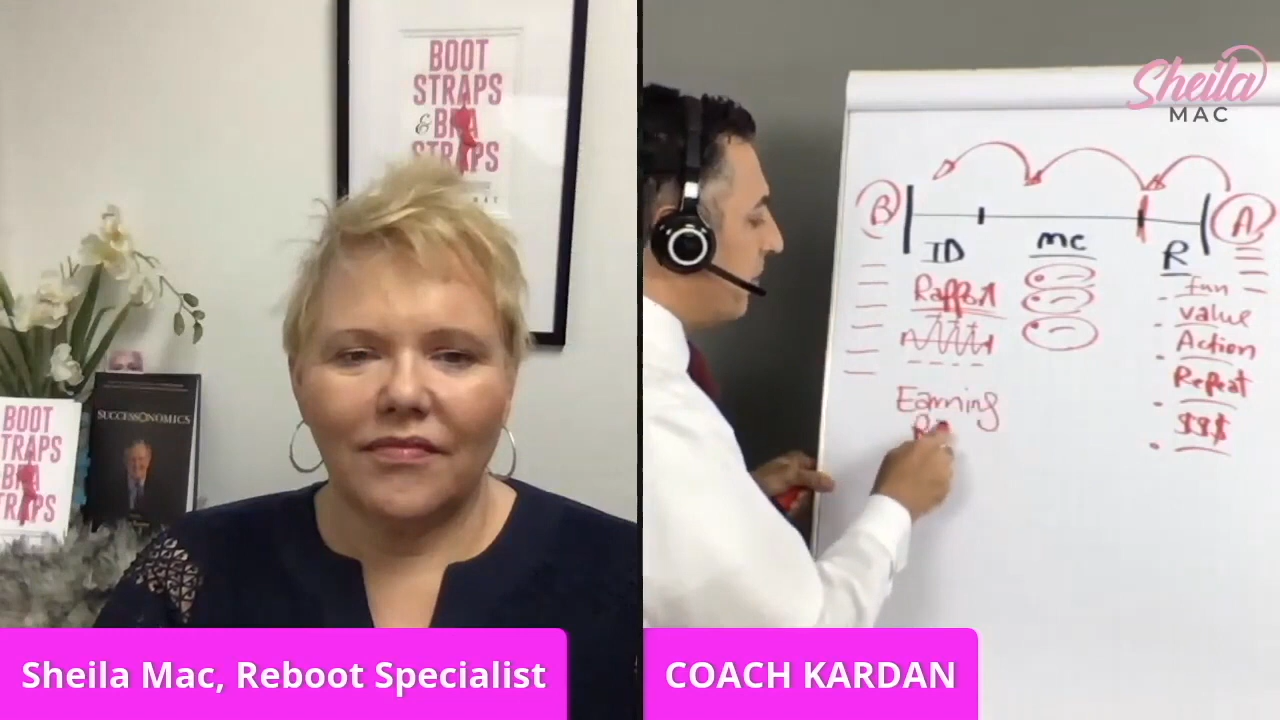 BOOT
STRAPS
& BRA
STRAPS
BOOT
STRAPS
BRA
STRAPS
SUCCESSONOMICS
Sheila
MAC
B
A
ID
MC
R
Rapport
Earning
fun
value
Action
Repeat
$$$
Sheila Mac, Reboot Specialist
COACH KARDAN